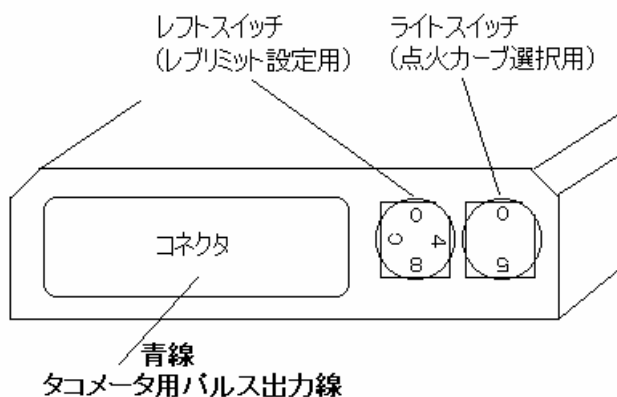 レフトスイッチ
(レブリミット設定用)
ライトスイッチ
(点火カーブ選択用)
コネクタ
0
4
8
C
0
5
青線
タコメータ用パルス出力線